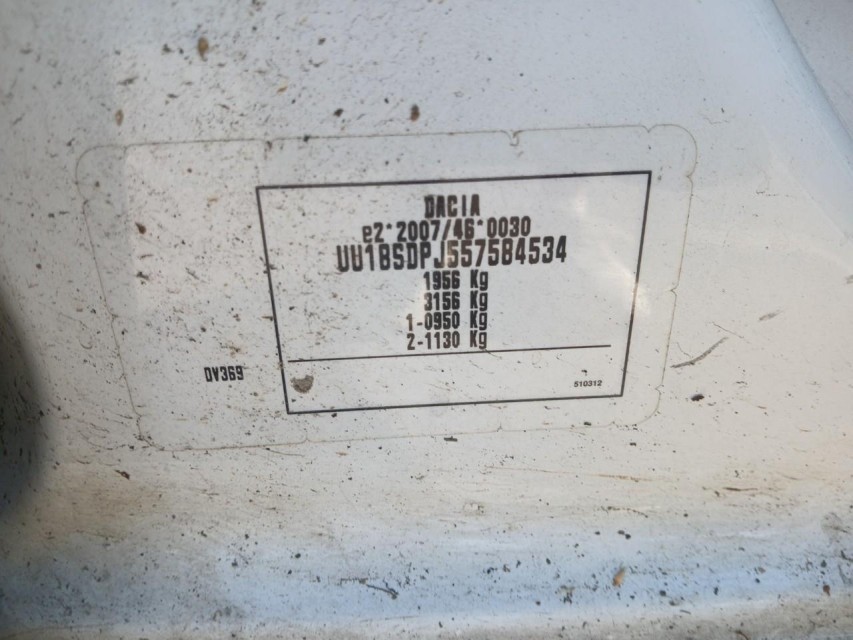 DACIA
e2*2007/46*0030
UU1BSDPJ557584534
1956 Kg
3156 Kg
1-0950 Kg
2-1130 Kg
DV369
510312